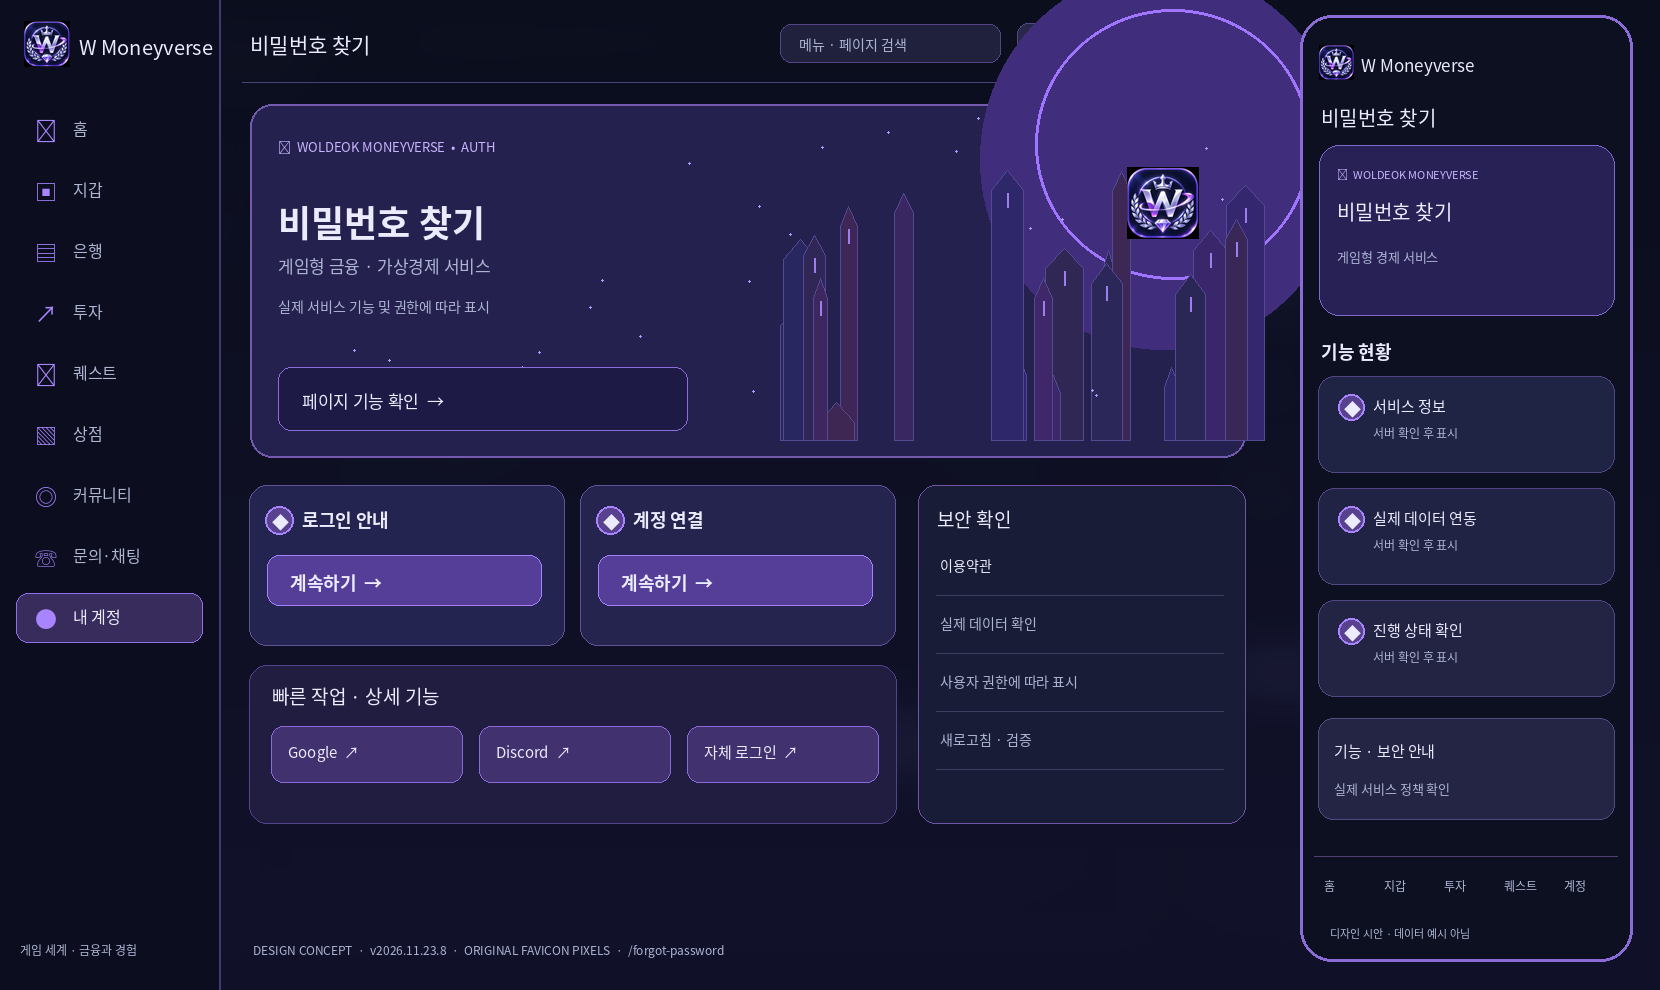 W Moneyverse
홈
지갑
은행
투자
퀘스트
상점
커뮤니티
문의·채팅
내 계정
게임 세계 · 금융과 경험
비밀번호 찾기
메뉴 · 페이지 검색
WOLDEOK MONEYVERSE • AUTH
비밀번호 찾기
게임형 금융 · 가상경제 서비스
실제 서비스 기능 및 권한에 따라 표시
페이지 기능 확인 →
로그인 안내
계속하기 →
계정 연결
계속하기 →
보안 확인
이용약관
실제 데이터 확인
사용자 권한에 따라 표시
새로고침 · 검증
빠른 작업 · 상세 기능
Google ↗
Discord ↗
자체 로그인 ↗
DESIGN CONCEPT · v2026.11.23.8 · ORIGINAL FAVICON PIXELS · /forgot-password
W Moneyverse
비밀번호 찾기
WOLDEOK MONEYVERSE
비밀번호 찾기
게임형 경제 서비스
기능 현황
서비스 정보
서버 확인 후 표시
실제 데이터 연동
서버 확인 후 표시
진행 상태 확인
서버 확인 후 표시
기능 · 보안 안내
실제 서비스 정책 확인
홈 지갑 투자 퀘스트 계정
디자인 시안 · 데이터 예시 아님